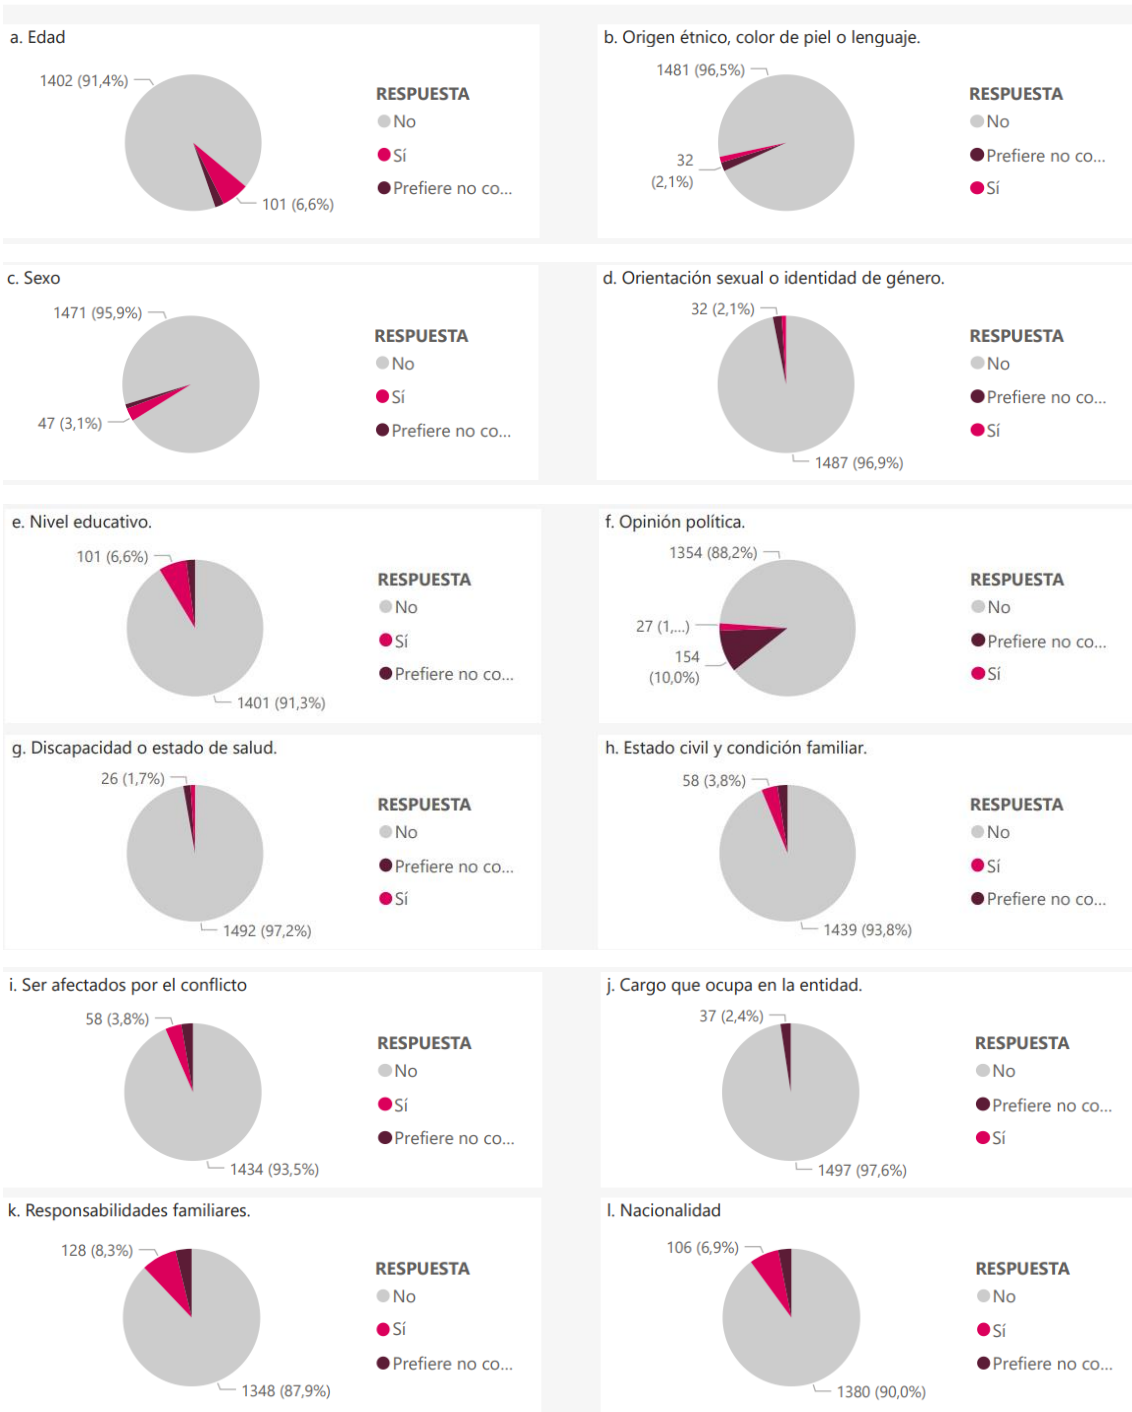 a. Edad
1402 (91,4%)
101 (6,6%)
RESPUESTA
No
Sí
Prefiere no co...
b. Origen étnico, color de piel o lenguaje.
1481 (96,5%)
32
(2,1%)
RESPUESTA
No
Prefiere no co...
Sí
c. Sexo
1471 (95,9%)
47 (3,1%)
RESPUESTA
No
Sí
Prefiere no co...
d. Orientación sexual o identidad de género.
32 (2,1%)
1487 (96,9%)
RESPUESTA
No
Prefiere no co...
Sí
e. Nivel educativo.
101 (6,6%)
1401 (91,3%)
RESPUESTA
No
Sí
Prefiere no co...
f. Opinión política.
1354 (88,2%)
27 (1,...)
154
(10,0%)
RESPUESTA
No
Prefiere no co...
Sí
g. Discapacidad o estado de salud.
26 (1,7%)
1492 (97,2%)
RESPUESTA
No
Prefiere no co...
Sí
h. Estado civil y condición familiar.
58 (3,8%)
1439 (93,8%)
RESPUESTA
No
Sí
Prefiere no co...
i. Ser afectados por el conflicto
58 (3,8%)
1434 (93,5%)
RESPUESTA
No
Sí
Prefiere no co...
j. Cargo que ocupa en la entidad.
37 (2,4%)
1497 (97,6%)
RESPUESTA
No
Prefiere no co...
Sí
k. Responsabilidades familiares.
128 (8,3%)
1348 (87,9%)
RESPUESTA
No
Sí
Prefiere no co...
l. Nacionalidad
106 (6,9%)
1380 (90,0%)
RESPUESTA
No
Sí
Prefiere no co...